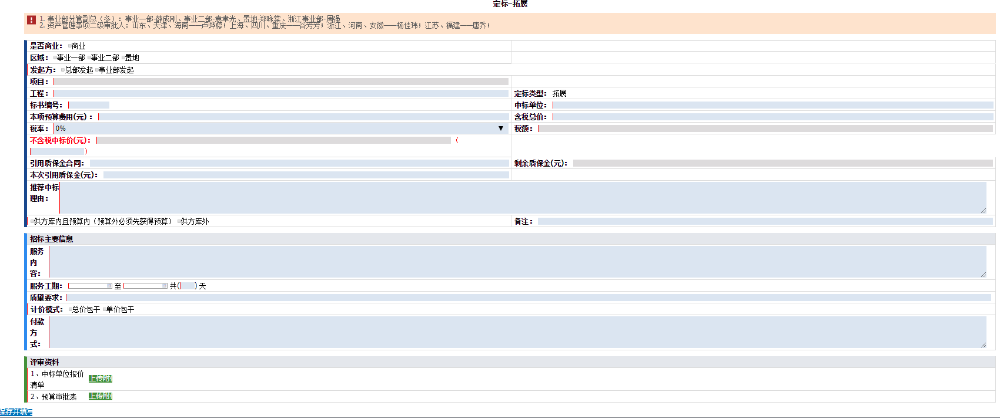 定标-拓展
1. 事业部分管副总（多）：事业一部-薛成刚、事业二部-袁聿光、置地-郑咏棠、浙江事业部-周强
2. 资产管理事项二级审批人：山东、天津、海南——卢烨婷；上海、四川、重庆——谷芳芳；浙江、河南、安徽——杨佳玮；江苏、福建——唐乔；
是否商业： 商业
区域： 事业一部 事业二部 置地
发起方： 总部发起 事业部发起
项目：
工程： 定标类型： 拓展
标书编号： 中标单位：
本项预算费用(元)： 含税总价：
税率： 0% ▼ 税额：
不含税中标价(元)： （
）
引用质保金合同： 剩余质保金(元)：
本次引用质保金(元)：
推荐中标
理由：
供方库内且预算内（预算外必须先获得预算） 供方库外 备注：
招标主要信息
服务
内
容：
服务工期： 至 共( ) 天
质量要求：
计价模式： 总价包干 单价包干
付款
方
式：
评审资料
1、中标单位报价 上传附
清单
2、预算审批表 上传附
保存并填写